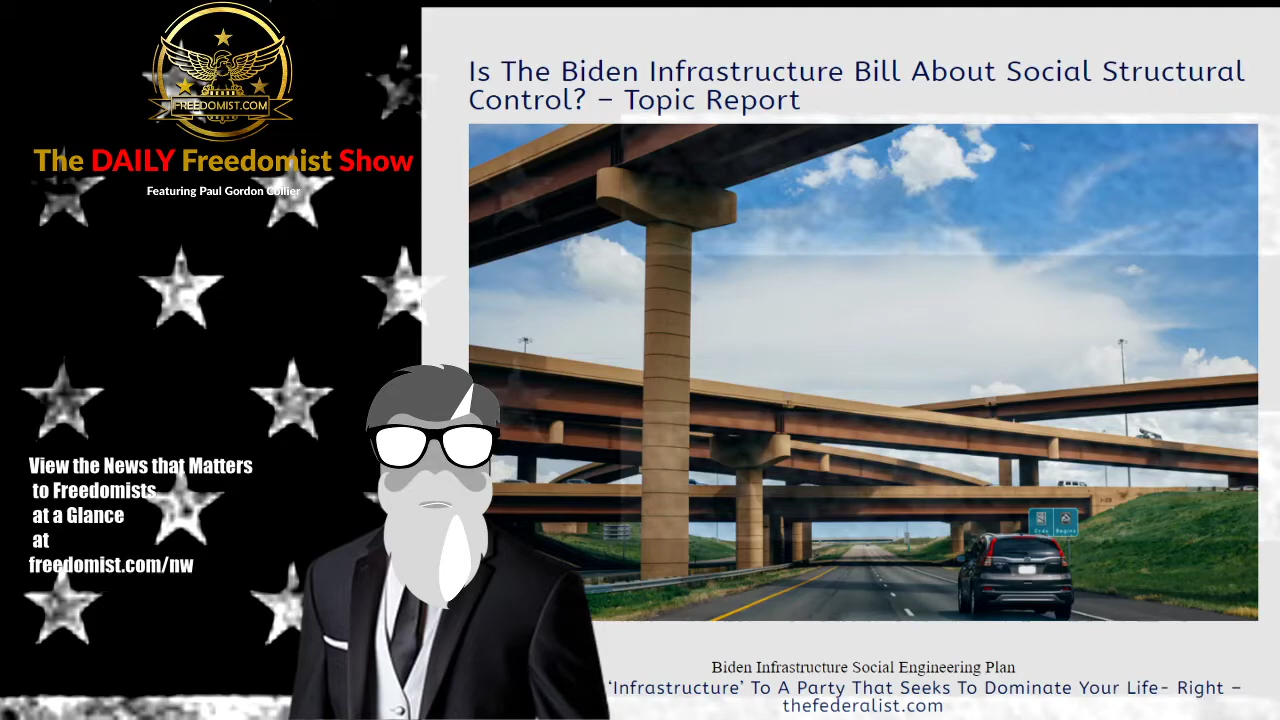 FREEDOMIST.COM
The DAILY Freedomist Show
Featuring Paul Gordon Collier
View the News that Matters
to Freedomists
at a Glance
at
freedomist.com/nw
Is The Biden Infrastructure Bill About Social Structural
Control? – Topic Report
Biden Infrastructure Social Engineering Plan
‘Infrastructure’ To A Party That Seeks To Dominate Your Life- Right –
thefederalist.com